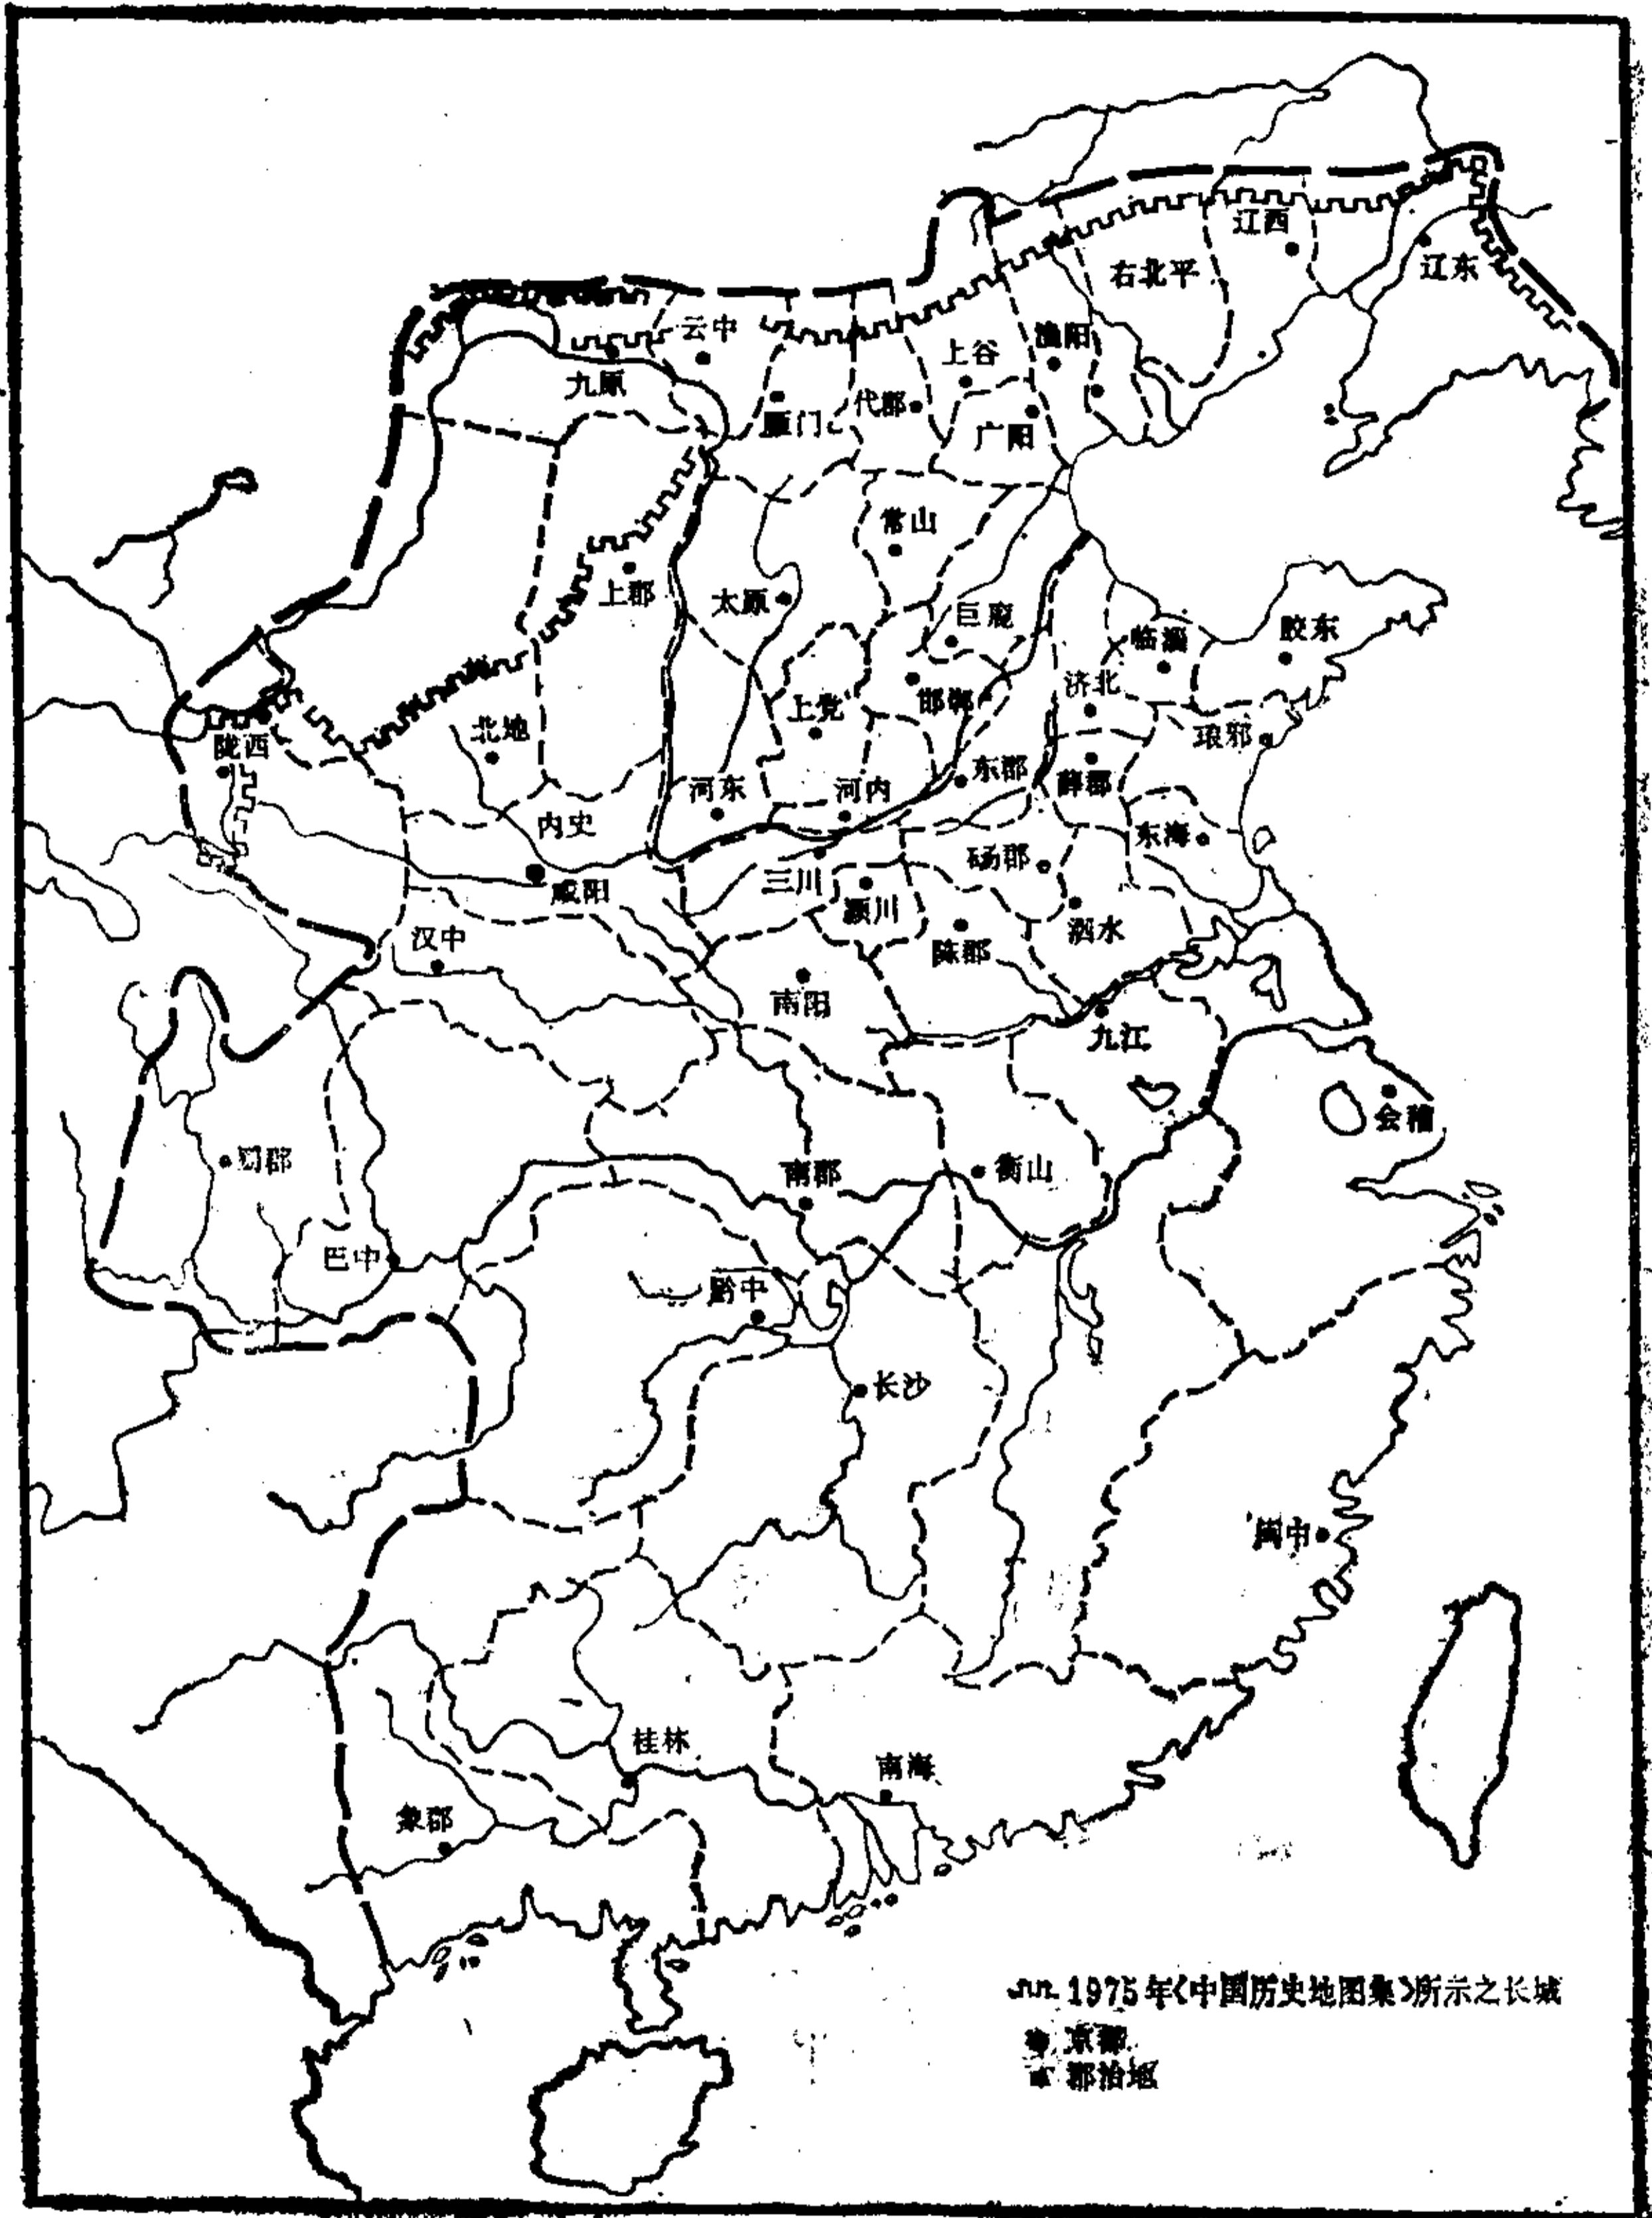 辽西
辽东
右北平
云中
渔阳
上谷
九原
代郡
雁门
广阳
常山
上郡
太原
巨鹿
胶东
临淄
济北
邯郸
上党
琅邪
北地
陇西
东郡
河东
河内
薛郡
内史
东海
砀郡
三川
咸阳
颍川
泗水
汉中
陈郡
南阳
九江
会稽
蜀郡
南郡
衡山
巴中
黔中
长沙
闽中
桂林
南海
象郡
1975年《中国历史地图集》所示之长城
京都
郡治地